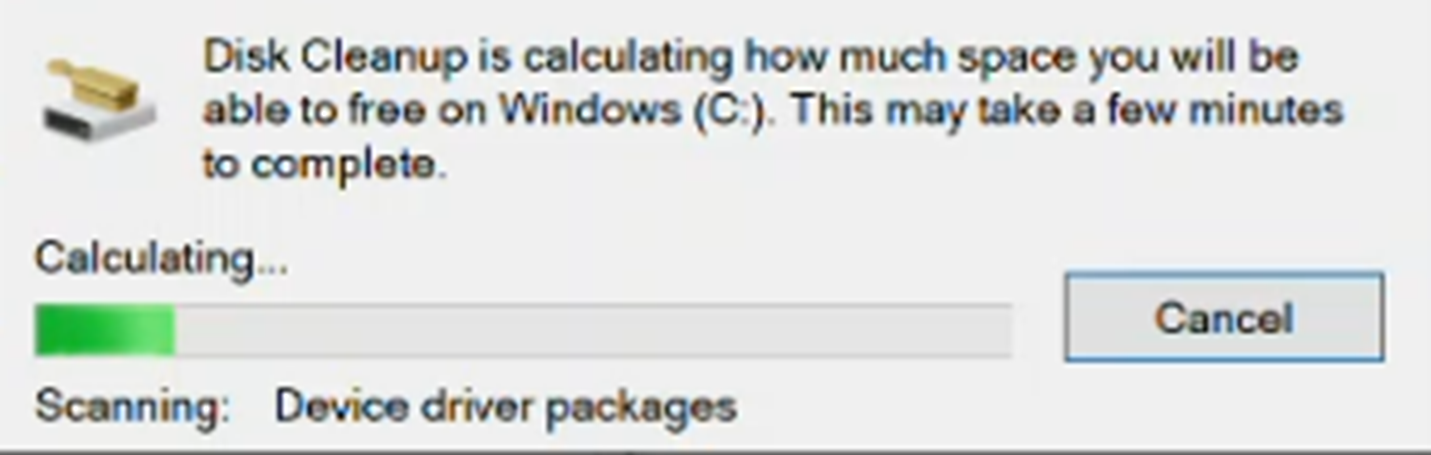 Disk Cleanup is calculating how much space you will be
able to free on Windows (C:). This may take a few minutes
to complete.
Calculating...
Cancel
Scanning: Device driver packages